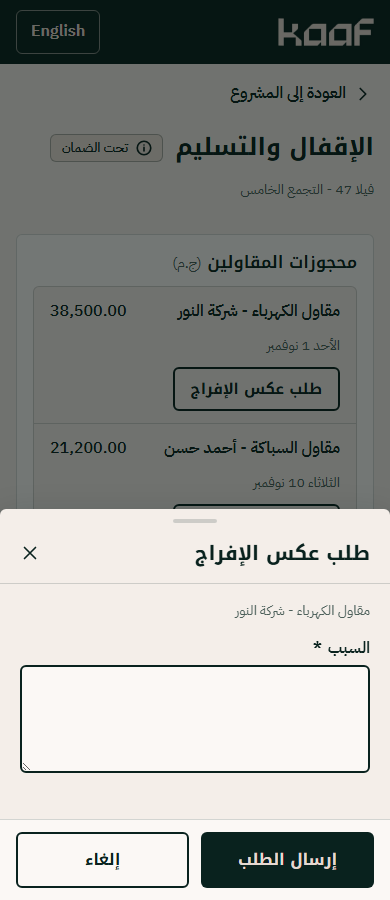 kaaf
English
العودة إلى المشروع
الإقفال والتسليم
تحت الضمان
فيلا 47 - التجمع الخامس
محجوزات المقاولين (ج.م)
مقاول الكهرباء - شركة النور
38,500.00
الأحد 1 نوفمبر
طلب عكس الإفراج
مقاول السباكة - أحمد حسن
21,200.00
الثلاثاء 10 نوفمبر
طلب عكس الإفراج
مقاول الكهرباء - شركة النور
السبب *
إرسال الطلب
إلغاء